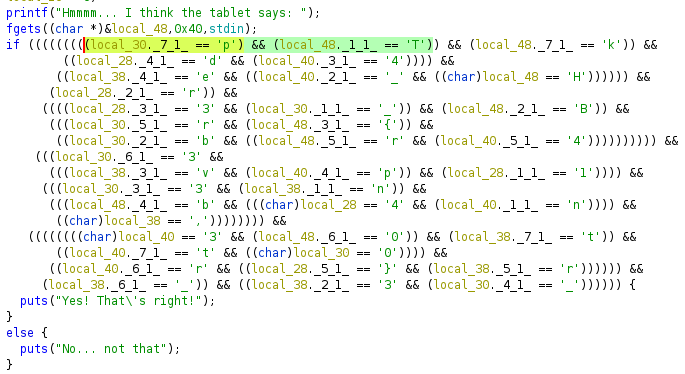 printf("Hmmmm... I think the tablet says: ");
fgets((char *)&local_48,0x40,stdin);
if (((((((((local_30._7_1_ == 'p') && (local_48._1_1_ == 'T')) && (local_48._7_1_ == 'k')) &&
((local_28._4_1_ == 'd' && (local_40._3_1_ == '4')))) &&
((local_38._4_1_ == 'e' && ((local_40._2_1_ == '_' && ((char)local_48 == 'H')))))) &&
(local_28._2_1_ == 'r')) &&
((((local_28._3_1_ == '3' && (local_30._1_1_ == '_')) && (local_48._2_1_ == 'B')) &&
(((local_30._5_1_ == 'r' && (local_48._3_1_ == '{')) &&
((local_30._2_1_ == 'b' && ((local_48._5_1_ == 'r' && (local_40._5_1_ == '4')))))))))) &&
(((local_30._6_1_ == '3' &&
(((local_38._3_1_ == 'v' && (local_40._4_1_ == 'p')) && (local_28._1_1_ == '1')))) &&
(((local_30._3_1_ == '3' && (local_38._1_1_ == 'n')) &&
(((local_48._4_1_ == 'b' && (((char)local_28 == '4' && (local_40._1_1_ == 'n')))) &&
((char)local_38 == ',')))))))) &&
((((((((char)local_40 == '3' && (local_48._6_1_ == '0')) && (local_38._7_1_ == 't')) &&
((local_40._7_1_ == 't' && ((char)local_30 == '0')))) &&
((local_40._6_1_ == 'r' && ((local_28._5_1_ == '}' && (local_38._5_1_ == 'r')))))) &&
(local_38._6_1_ == '_')) && ((local_38._2_1_ == '3' && (local_30._4_1_ == '_')))))) {
puts("Yes! That\'s right!");
}
else {
puts("No... not that");
}